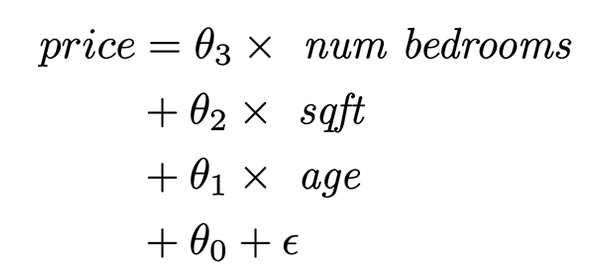 price = θ₃ × num bedrooms
+ θ₂ × sqft
+ θ₁ × age
+ θ₀ + ϵ